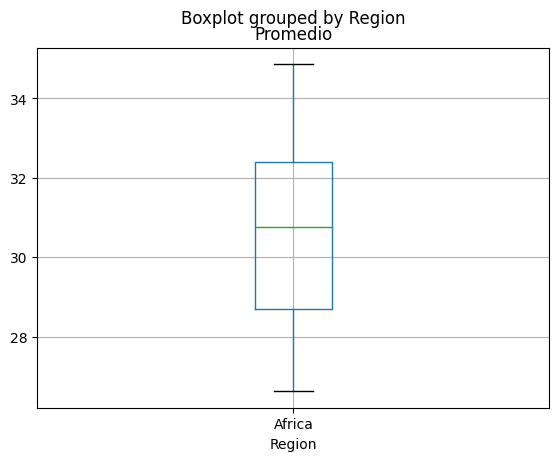 Boxplot grouped by Region
Promedio
34
32
30
28
Africa
Region